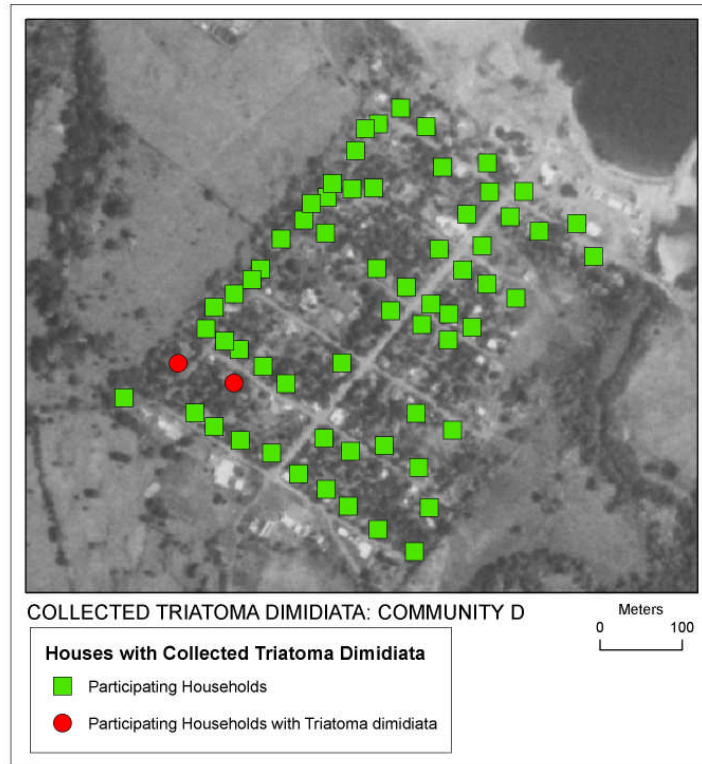 COLLECTED TRIATOMA DIMIDIATA: COMMUNITY D
Meters
0 100
Houses with Collected Triatoma Dimidiata
Participating Households
Participating Households with Triatoma dimidiata